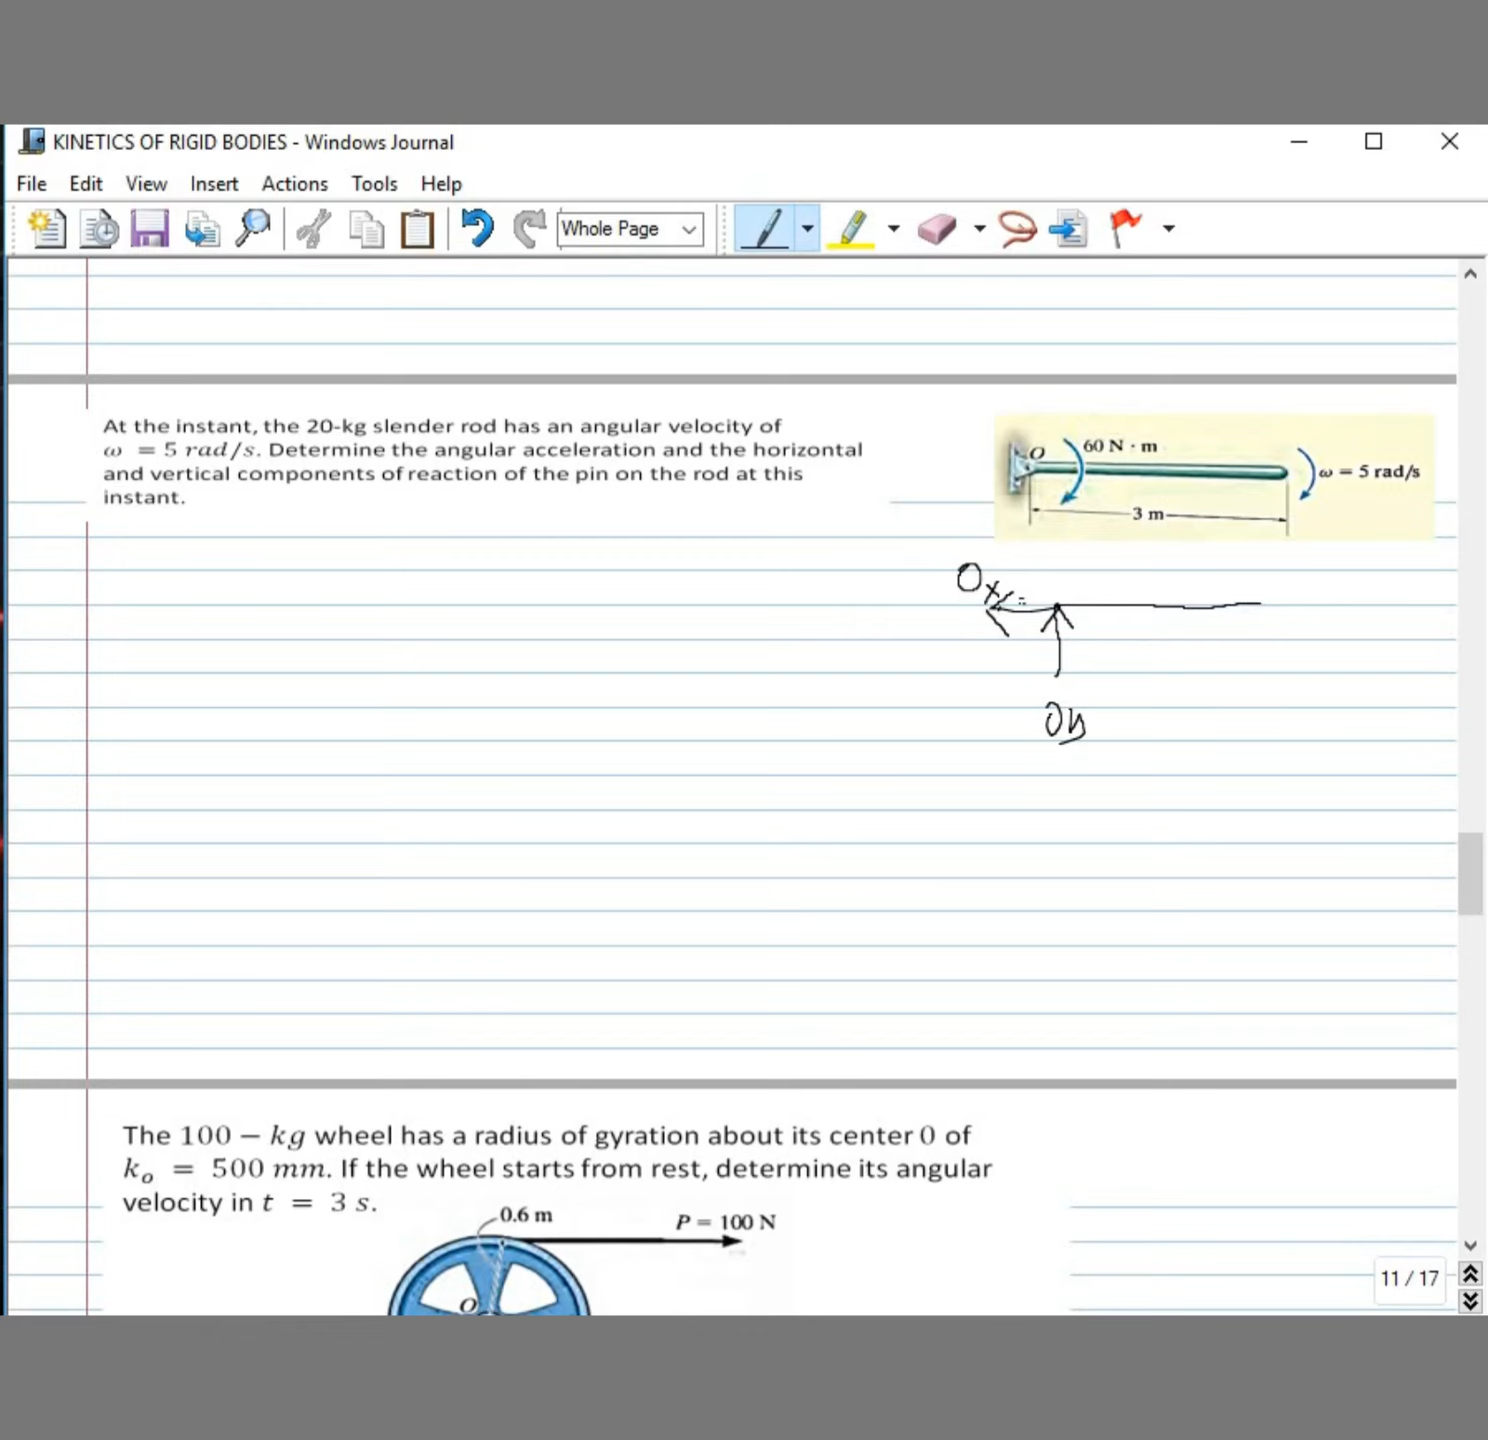 KINETICS OF RIGID BODIES - Windows Journal
File Edit View Insert Actions Tools Help
Whole Page
At the instant, the 20-kg slender rod has an angular velocity of
ω = 5 rad/s. Determine the angular acceleration and the horizontal
and vertical components of reaction of the pin on the rod at this
instant.
O
60 N · m
ω = 5 rad/s
3 m
Ox
Oy
The 100 – kg wheel has a radius of gyration about its center 0 of
kₒ = 500 mm. If the wheel starts from rest, determine its angular
velocity in t = 3 s.
0.6 m
P = 100 N
O
11 / 17